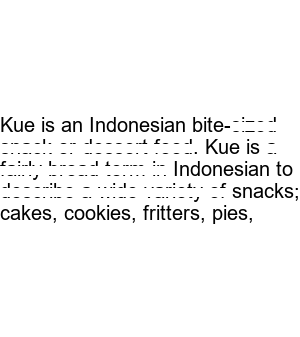 Kue is an Indonesian bite-sized
snack or dessert food. Kue is a
fairly broad term in Indonesian to
describe a wide variety of snacks;
cakes, cookies, fritters, pies,